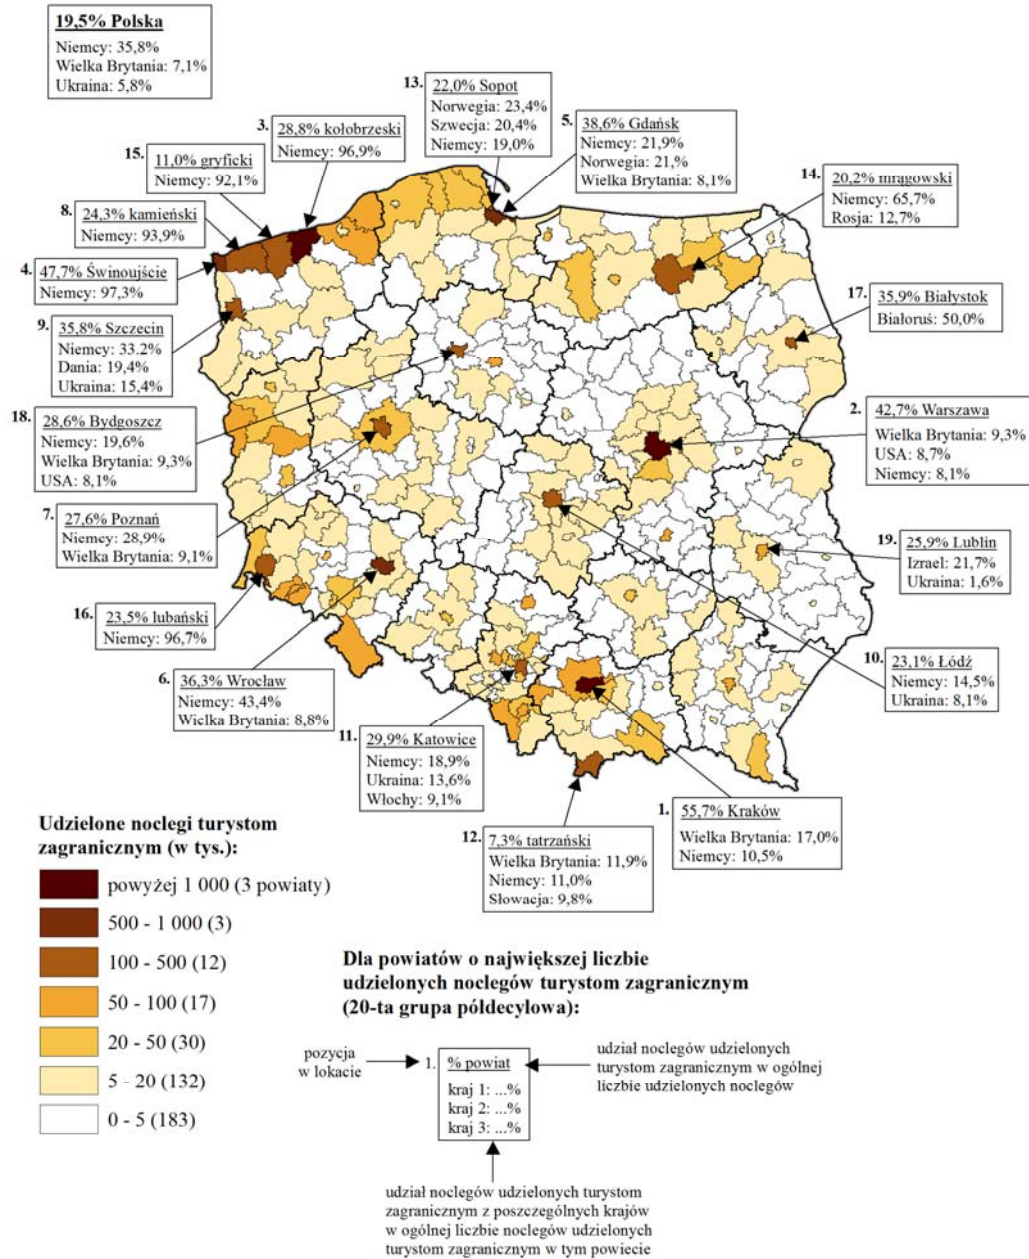 19,5% Polska
Niemcy: 35,8%
Wielka Brytania: 7,1%
Ukraina: 5,8%
13.
22,0% Sopot
Norwegia: 23,4%
Szwecja: 20,4%
Niemcy: 19,0%
3.
28,8% kołobrzeski
Niemcy: 96,9%
5.
38,6% Gdańsk
Niemcy: 21,9%
Norwegia: 21,%
Wielka Brytania: 8,1%
15.
11,0% gryficki
Niemcy: 92,1%
14.
20,2% mrągowski
Niemcy: 65,7%
Rosja: 12,7%
8.
24,3% kamieński
Niemcy: 93,9%
4.
47,7% Świnoujście
Niemcy: 97,3%
17.
35,9% Białystok
Białoruś: 50,0%
9.
35,8% Szczecin
Niemcy: 33.2%
Dania: 19,4%
Ukraina: 15,4%
18.
28,6% Bydgoszcz
Niemcy: 19,6%
Wielka Brytania: 9,3%
USA: 8,1%
2.
42,7% Warszawa
Wielka Brytania: 9,3%
USA: 8,7%
Niemcy: 8,1%
7.
27,6% Poznań
Niemcy: 28,9%
Wielka Brytania: 9,1%
19.
25,9% Lublin
Izrael: 21,7%
Ukraina: 1,6%
16.
23,5% lubański
Niemcy: 96,7%
10.
23,1% Łódź
Niemcy: 14,5%
Ukraina: 8,1%
6.
36,3% Wrocław
Niemcy: 43,4%
Wielka Brytania: 8,8%
11.
29,9% Katowice
Niemcy: 18,9%
Ukraina: 13,6%
Włochy: 9,1%
1.
55,7% Kraków
Wielka Brytania: 17,0%
Niemcy: 10,5%
12.
7,3% tatrzański
Wielka Brytania: 11,9%
Niemcy: 11,0%
Słowacja: 9,8%
Udzielone noclegi turystom
zagranicznym (w tys.):
powyżej 1 000 (3 powiaty)
500 - 1 000 (3)
100 - 500 (12)
50 - 100 (17)
20 - 50 (30)
5 - 20 (132)
0 - 5 (183)
Dla powiatów o największej liczbie
udzielonych noclegów turystom zagranicznym
(20-ta grupa półdecylowa):
pozycja
w lokacie
1.
% powiat
kraj 1: ...%
kraj 2: ...%
kraj 3: ...%
udział noclegów udzielonych
turystom zagranicznym w ogólnej
liczbie udzielonych noclegów
udział noclegów udzielonych turystom
zagranicznym z poszczególnych krajów
w ogólnej liczbie noclegów udzielonych
turystom zagranicznym w tym powiecie